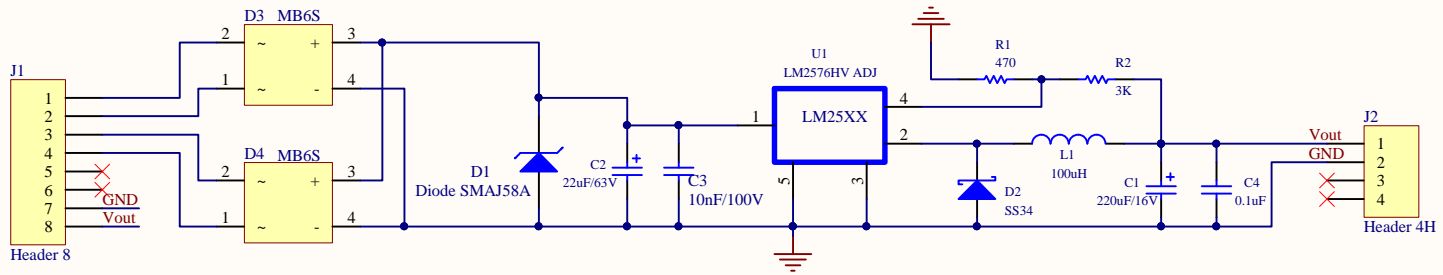 J1
1
2
3
4
5
6
7
8
GND
Vout
Header 8
D3 MB6S
2
1
~
~
+
-
3
4
D4 MB6S
2
1
~
~
+
-
3
4
D1
Diode SMAJ58A
C2
22uF/63V
+
C3
10nF/100V
U1
LM2576HV ADJ
LM25XX
1
4
2
5
3
R1
470
R2
3K
D2
SS34
L1
100uH
C1
220uF/16V
+
C4
0.1uF
Vout
GND
J2
1
2
3
4
Header 4H